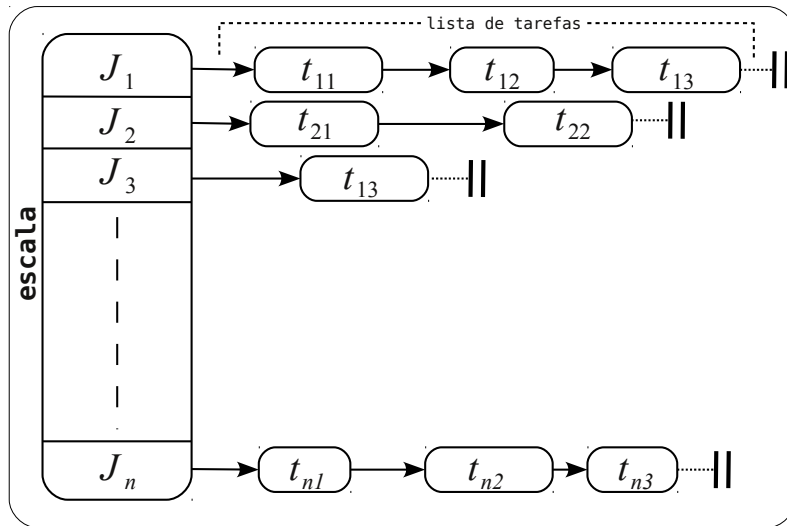 lista de tarefas
J1 t11 t12 t13
J2 t21 t22
J3 t13
escala
Jn tn1 tn2 tn3